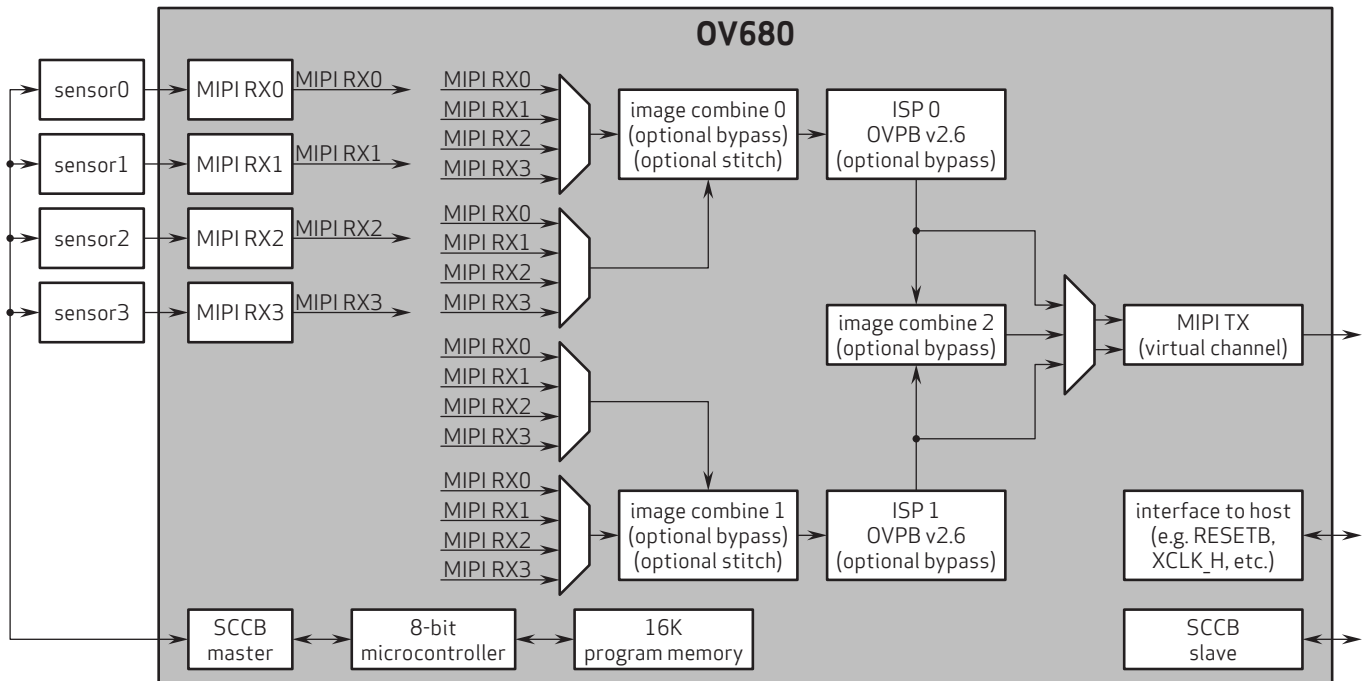 OV680
sensor0
MIPI RX0
MIPI RX0
sensor1
MIPI RX1
MIPI RX1
sensor2
MIPI RX2
MIPI RX2
sensor3
MIPI RX3
MIPI RX3
MIPI RX0
MIPI RX1
MIPI RX2
MIPI RX3
MIPI RX0
MIPI RX1
MIPI RX2
MIPI RX3
MIPI RX0
MIPI RX1
MIPI RX2
MIPI RX3
MIPI RX0
MIPI RX1
MIPI RX2
MIPI RX3
image combine 0
(optional bypass)
(optional stitch)
ISP 0
OVPB v2.6
(optional bypass)
image combine 2
(optional bypass)
MIPI TX
(virtual channel)
image combine 1
(optional bypass)
(optional stitch)
ISP 1
OVPB v2.6
(optional bypass)
interface to host
(e.g. RESETB,
XCLK_H, etc.)
SCCB
master
8-bit
microcontroller
16K
program memory
SCCB
slave